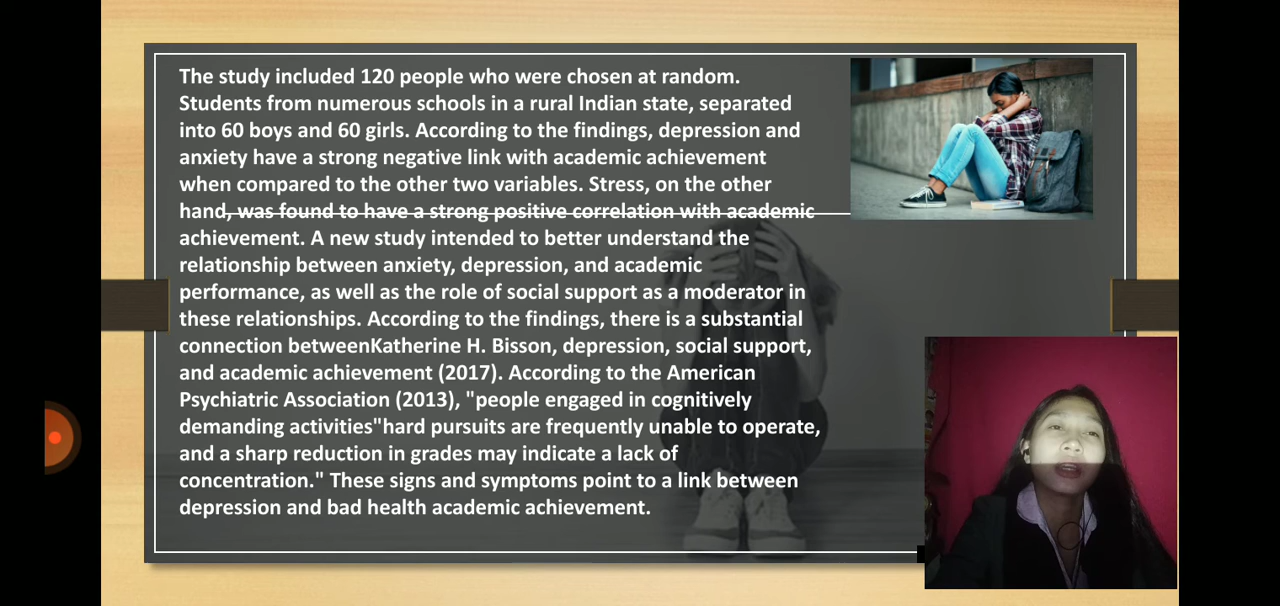 The study included 120 people who were chosen at random.
Students from numerous schools in a rural Indian state, separated
into 60 boys and 60 girls. According to the findings, depression and
anxiety have a strong negative link with academic achievement
when compared to the other two variables. Stress, on the other
hand, was found to have a strong positive correlation with academic
achievement. A new study intended to better understand the
relationship between anxiety, depression, and academic
performance, as well as the role of social support as a moderator in
these relationships. According to the findings, there is a substantial
connection betweenKatherine H. Bisson, depression, social support,
and academic achievement (2017). According to the American
Psychiatric Association (2013), "people engaged in cognitively
demanding activities"hard pursuits are frequently unable to operate,
and a sharp reduction in grades may indicate a lack of
concentration." These signs and symptoms point to a link between
depression and bad health academic achievement.